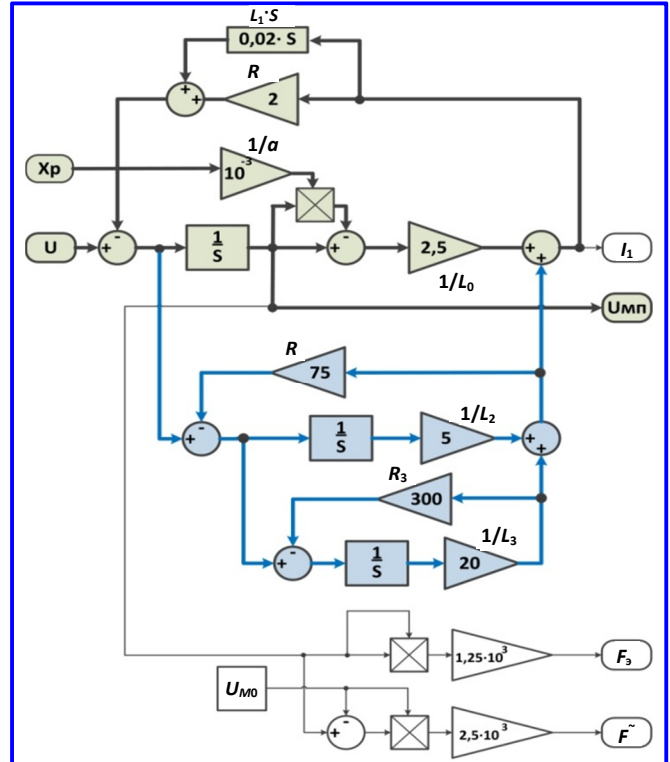 L₁·S
0,02· S
R
2
1/a
Xp
10⁻³
U
+
-
1
S
+
-
2,5
1/L₀
+
+
I₁
Uмп
R
75
+
-
1
S
5
1/L₂
+
+
R₃
300
+
-
1
S
20
1/L₃
1,25·10³
Fэ
U_M0
+
-
2,5·10³
F˜